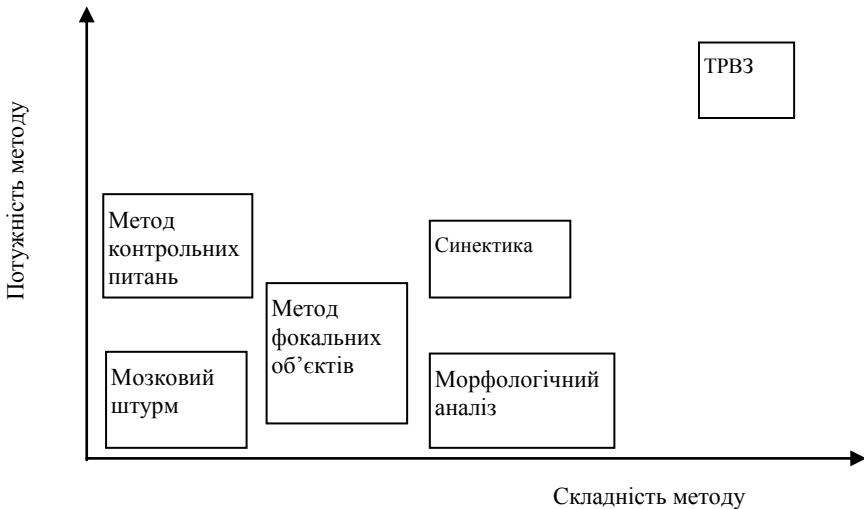 Потужність методу
ТРВЗ
Метод
контрольних
питань
Синектика
Метод
фокальних
об’єктів
Мозковий
штурм
Морфологічний
аналіз
Складність методу